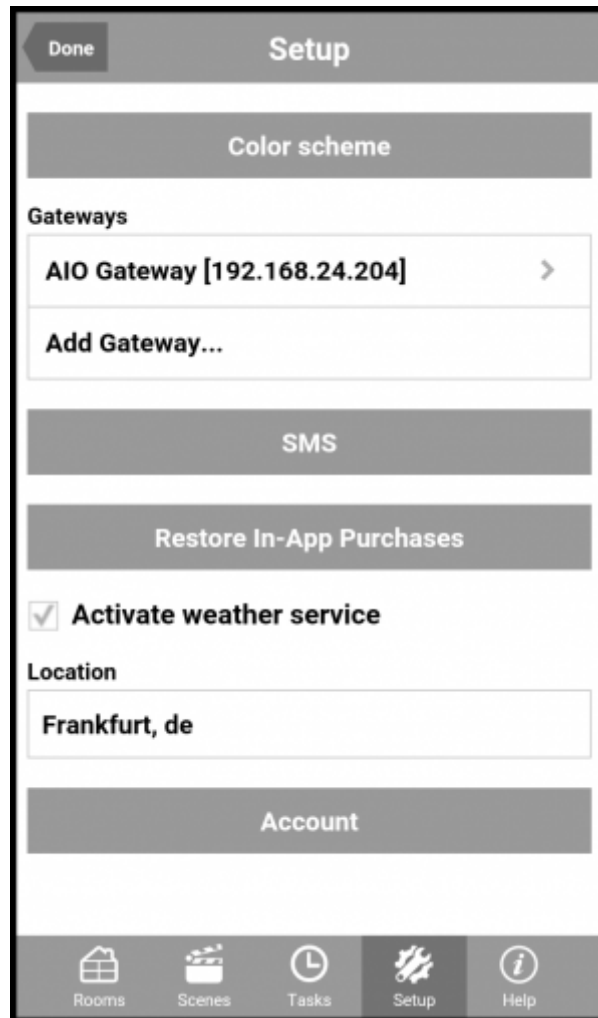 Done
Setup
Color scheme
Gateways
AIO Gateway [192.168.24.204]
Add Gateway...
SMS
Restore In-App Purchases
Activate weather service
Location
Frankfurt, de
Account
Rooms
Scenes
Tasks
Setup
Help